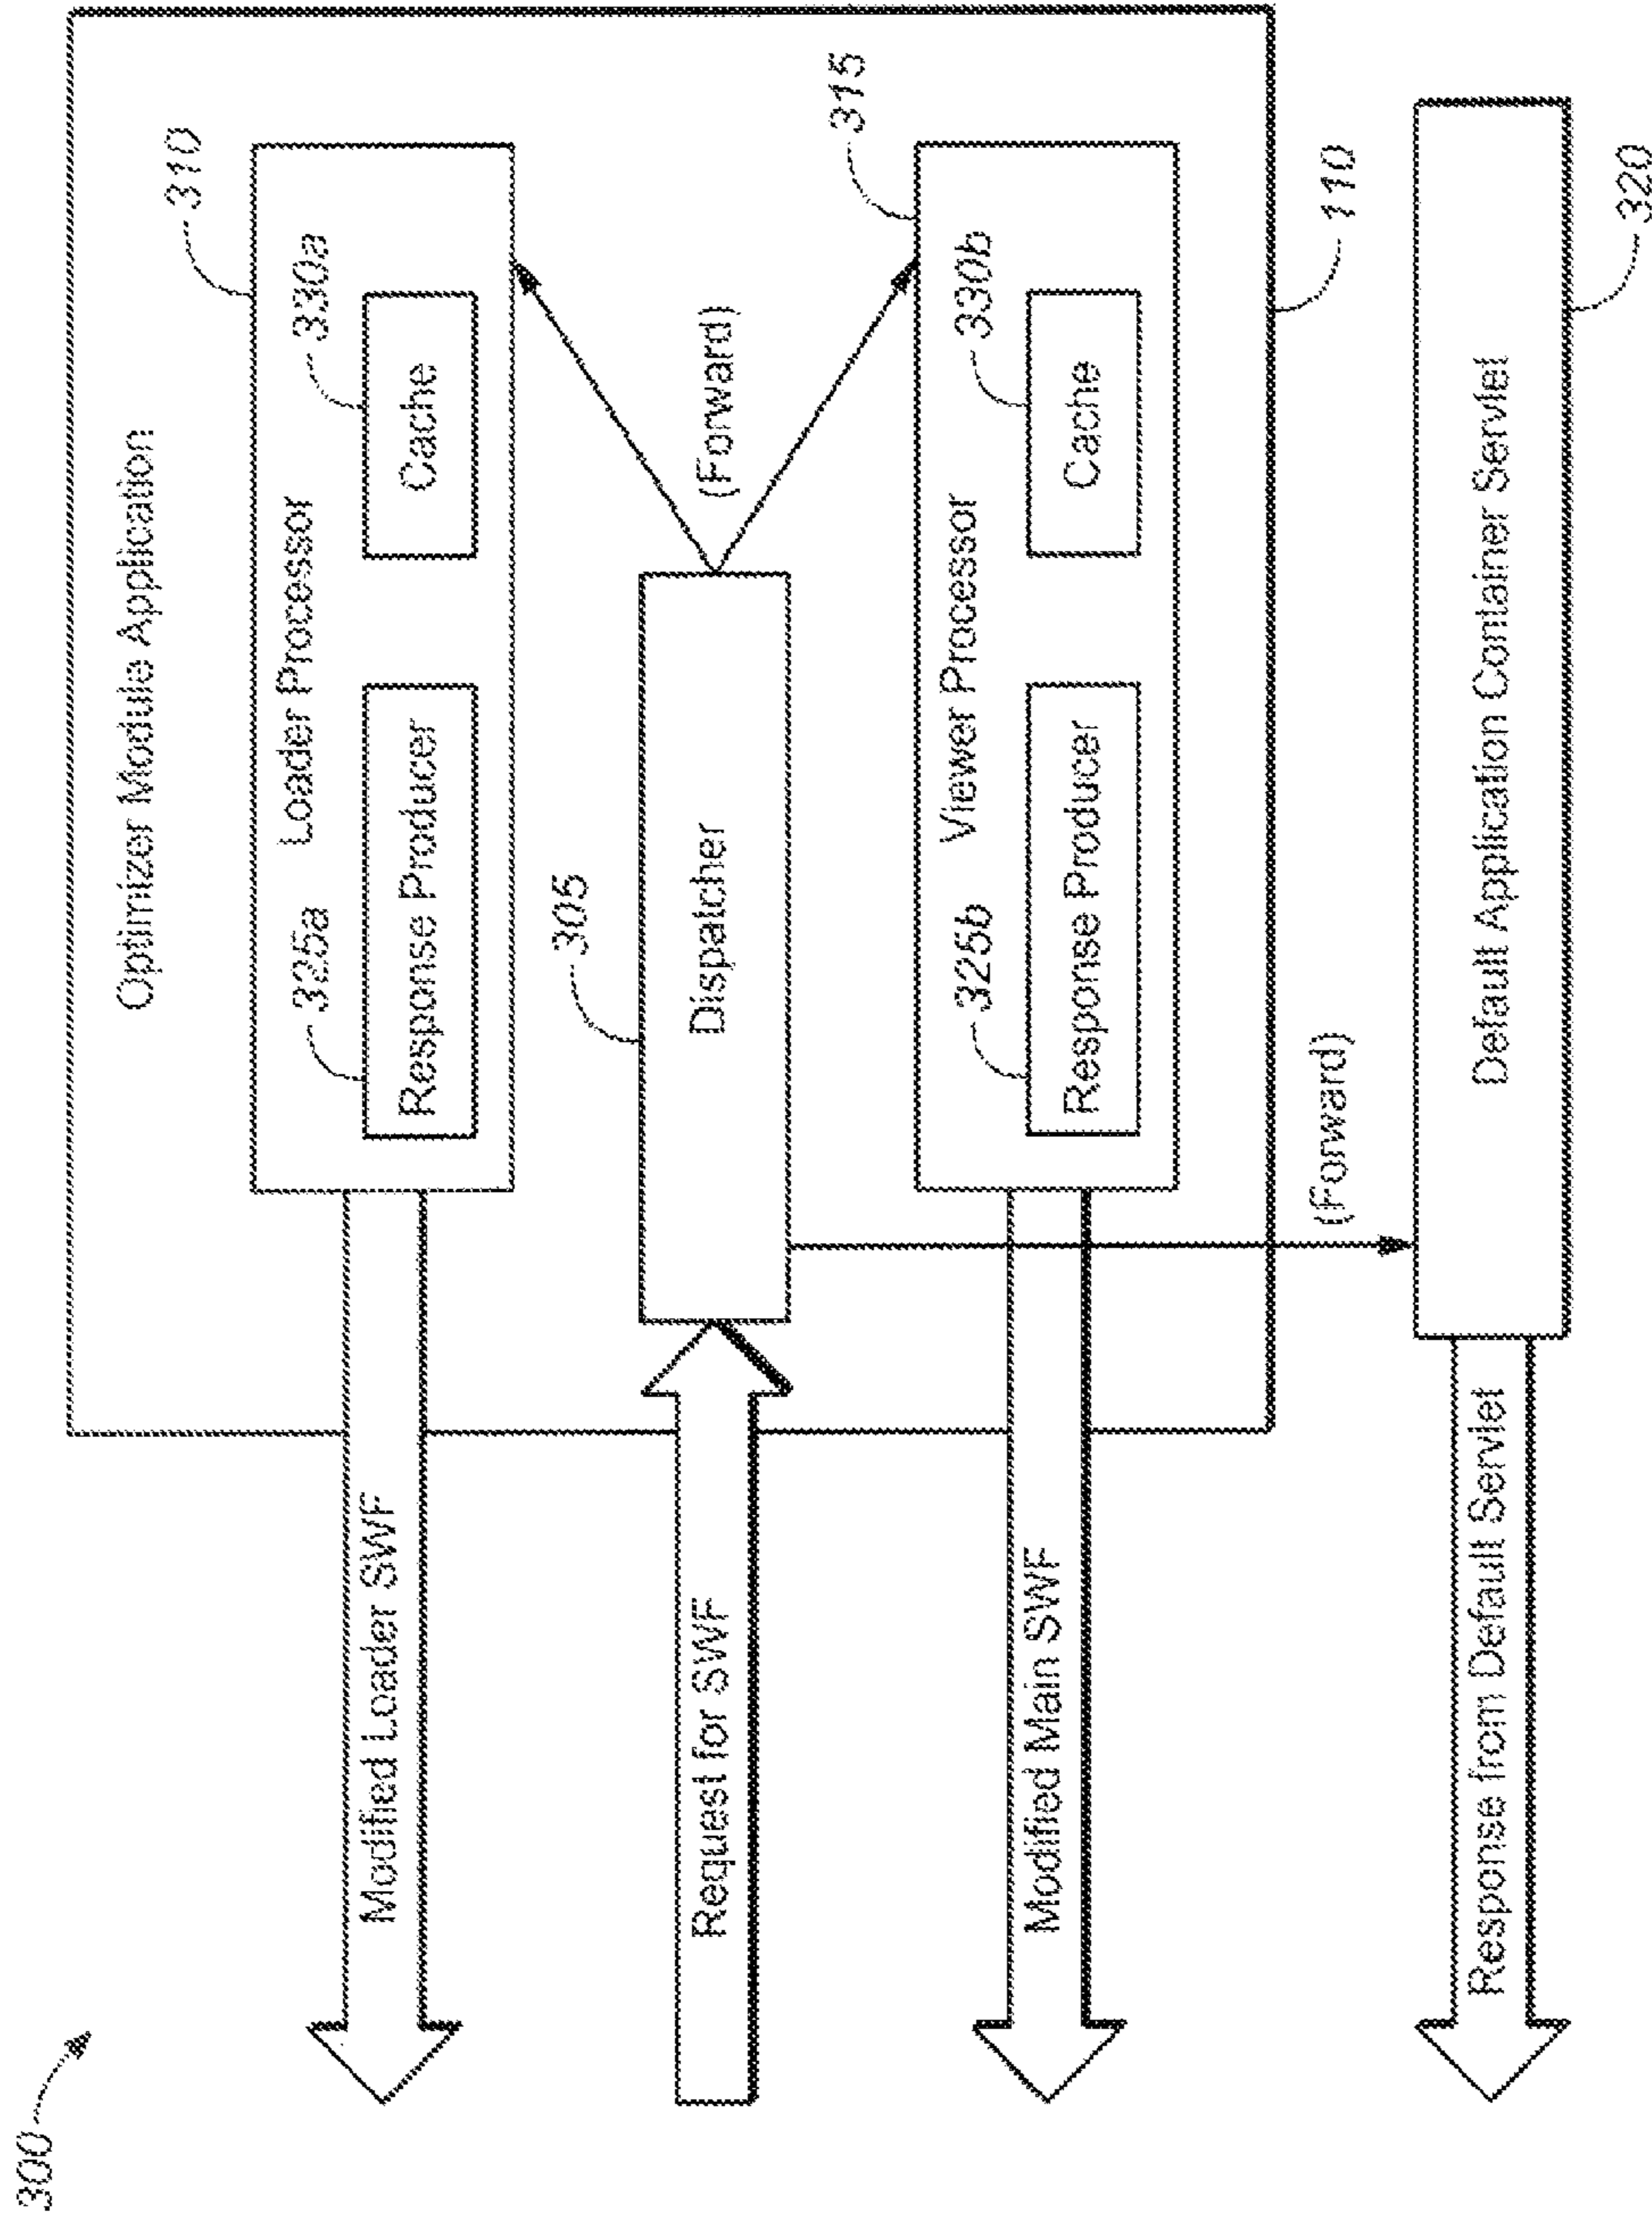 300
Optimizer Module Application
310
Loader Processor
325a
330a
Response Producer
Cache
Modified Loader SWF
305
Dispatcher
(Forward)
Request for SWF
315
Viewer Processor
325b
330b
Response Producer
Cache
Modified Main SWF
110
(Forward)
Default Application Container Servlet
Response from Default Servlet
320